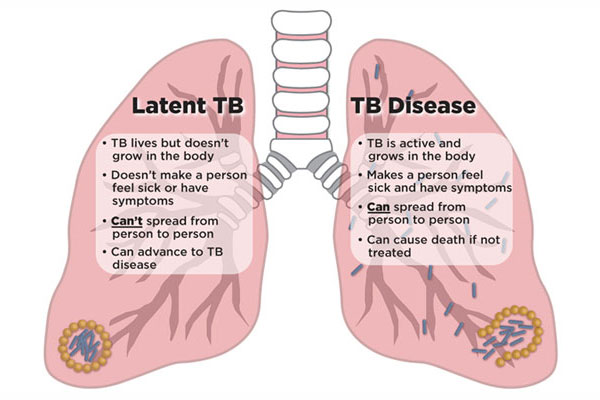 Latent TB
• TB lives but doesn't
grow in the body
• Doesn't make a person
feel sick or have
symptoms
• Can't spread from
person to person
• Can advance to TB
disease
TB Disease
• TB is active and
grows in the body
• Makes a person feel
sick and have symptoms
• Can spread from
person to person
• Can cause death if not
treated